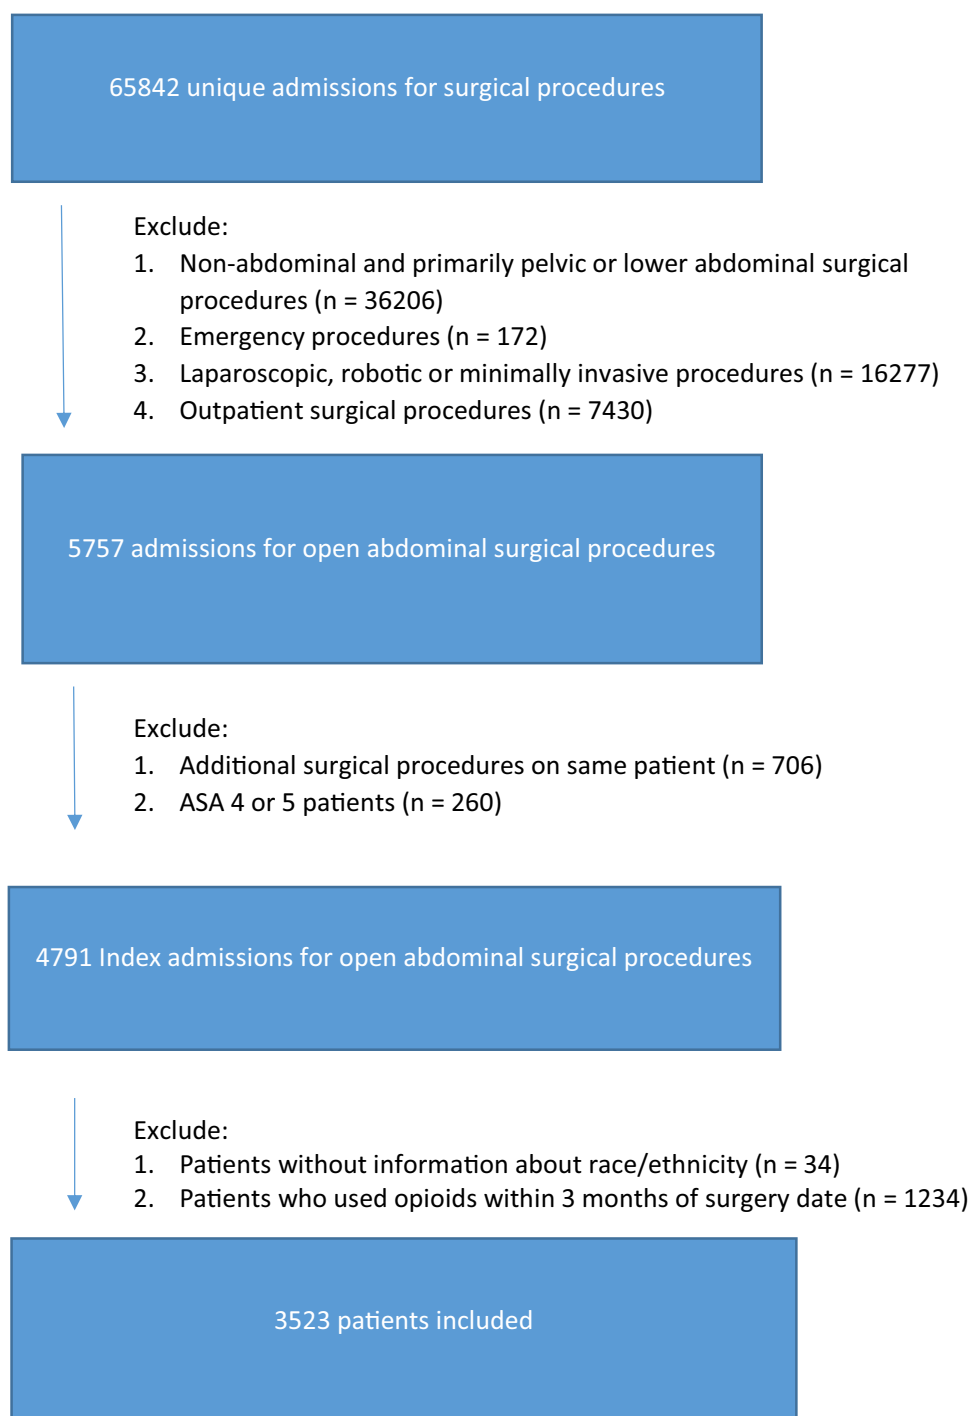 65842 unique admissions for surgical procedures
Exclude:
1. Non-abdominal and primarily pelvic or lower abdominal surgical
procedures (n = 36206)
2. Emergency procedures (n = 172)
3. Laparoscopic, robotic or minimally invasive procedures (n = 16277)
4. Outpatient surgical procedures (n = 7430)
5757 admissions for open abdominal surgical procedures
Exclude:
1. Additional surgical procedures on same patient (n = 706)
2. ASA 4 or 5 patients (n = 260)
4791 Index admissions for open abdominal surgical procedures
Exclude:
1. Patients without information about race/ethnicity (n = 34)
2. Patients who used opioids within 3 months of surgery date (n = 1234)
3523 patients included